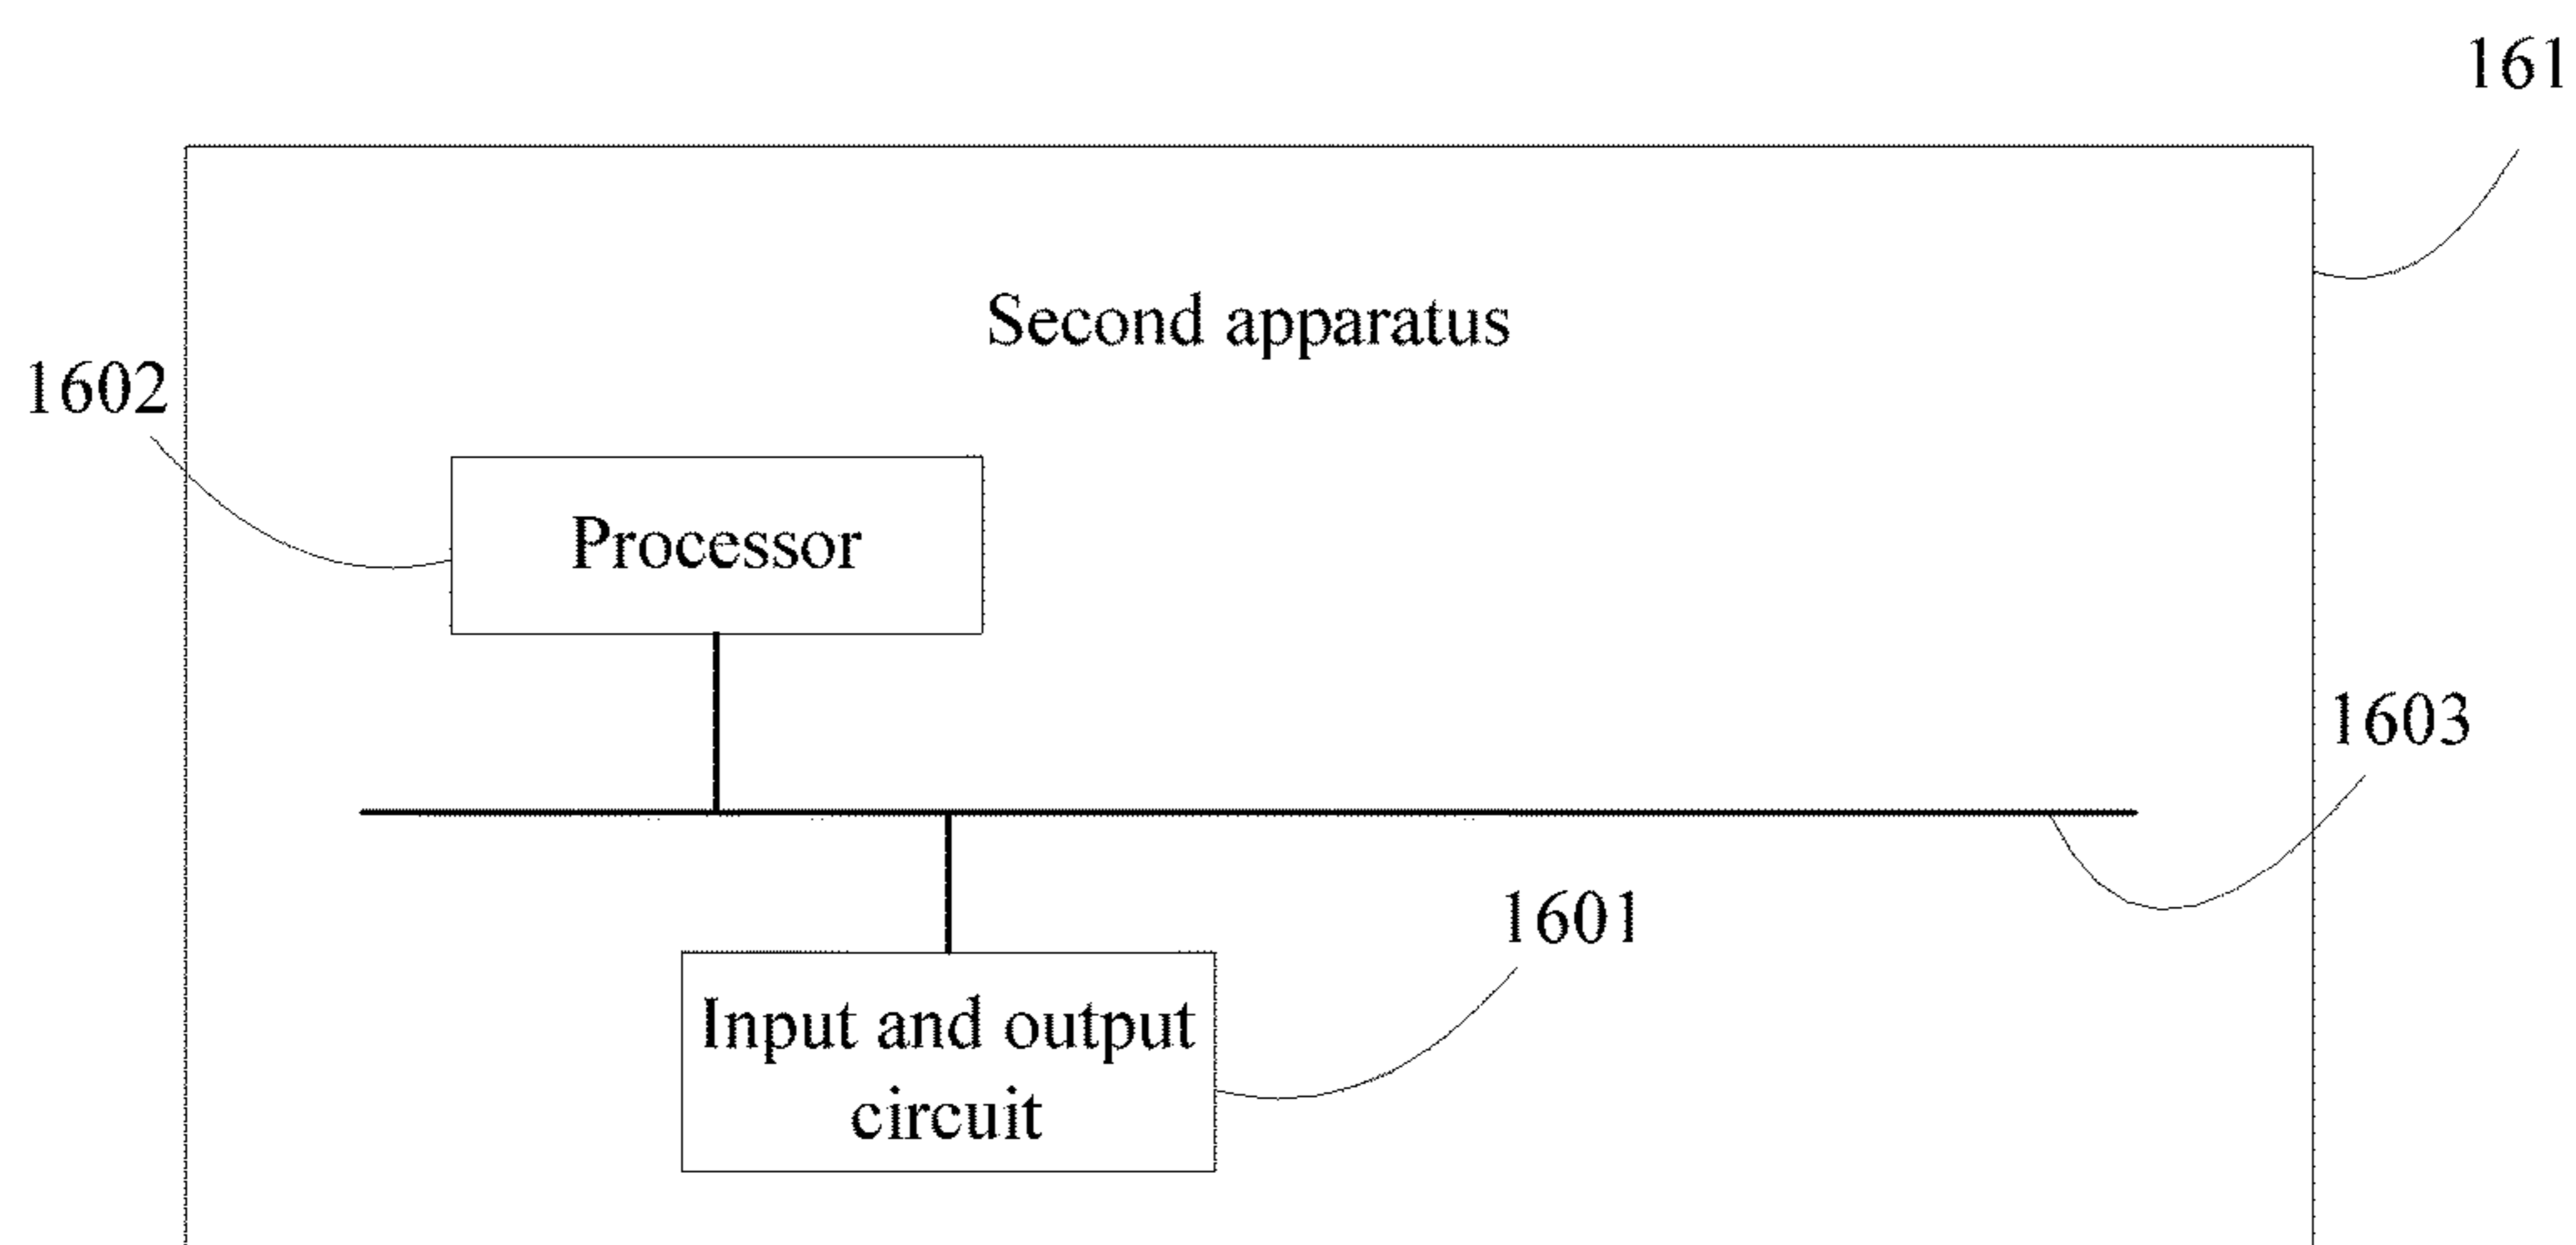 161
Second apparatus
1602
Processor
1603
1601
Input and output
circuit